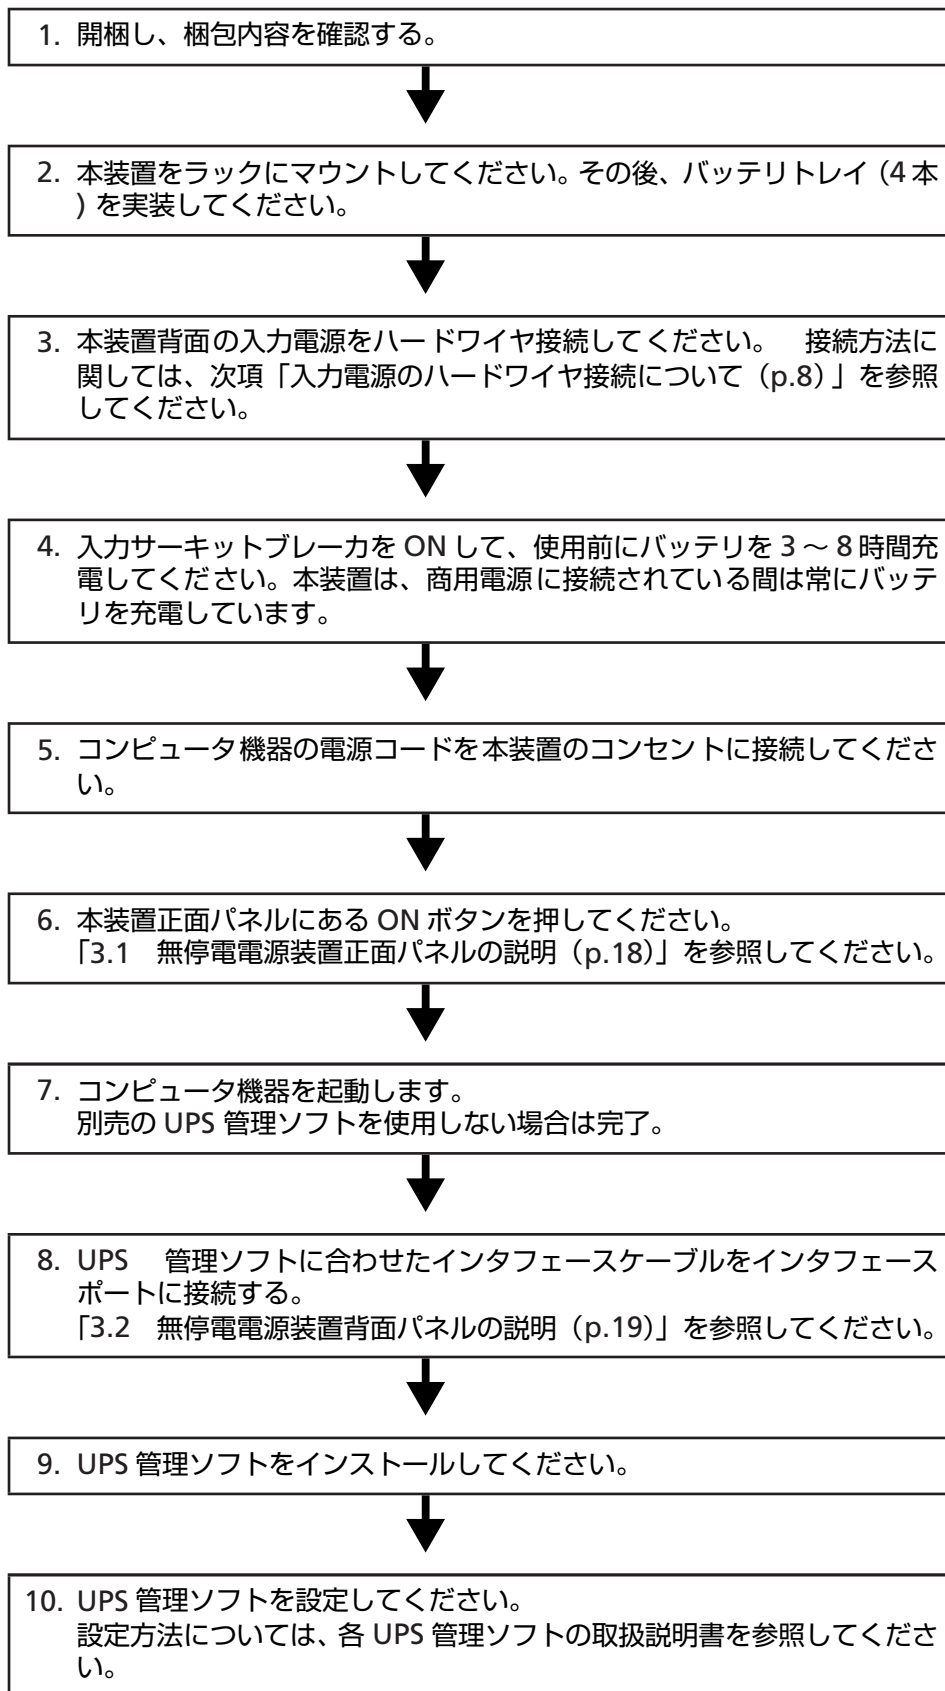 1. 開梱し、梱包内容を確認する。
2. 本装置をラックにマウントしてください。その後、バッテリトレイ（4本
) を実装してください。
3. 本装置背面の入力電源をハードワイヤ接続してください。　接続方法に
関しては、次項「入力電源のハードワイヤ接続について（p.8）」を参照
してください。
4. 入力サーキットブレーカを ON して、使用前にバッテリを 3 ～ 8 時間充
電してください。本装置は、商用電源に接続されている間は常にバッテ
リを充電しています。
5. コンピュータ機器の電源コードを本装置のコンセントに接続してくださ
い。
6. 本装置正面パネルにある ON ボタンを押してください。
「3.1　無停電電源装置正面パネルの説明（p.18）」を参照してください。
7. コンピュータ機器を起動します。
別売の UPS 管理ソフトを使用しない場合は完了。
8. UPS　管理ソフトに合わせたインタフェースケーブルをインタフェース
ポートに接続する。
「3.2　無停電電源装置背面パネルの説明（p.19）」を参照してください。
9. UPS 管理ソフトをインストールしてください。
10. UPS 管理ソフトを設定してください。
設定方法については、各 UPS 管理ソフトの取扱説明書を参照してくださ
い。